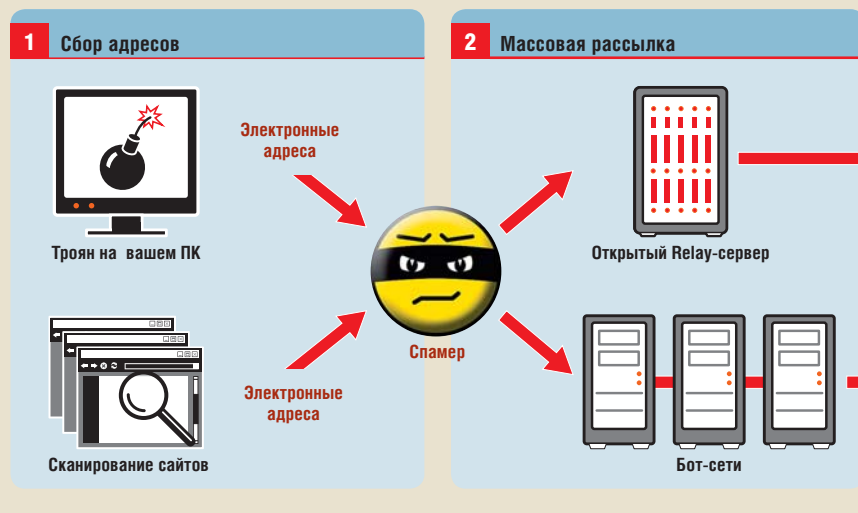 1 Сбор адресов
Электронные
адреса
Троян на вашем ПК
Электронные
адреса
Сканирование сайтов
Спамер
2 Массовая рассылка
Открытый Relay-сервер
Бот-сети